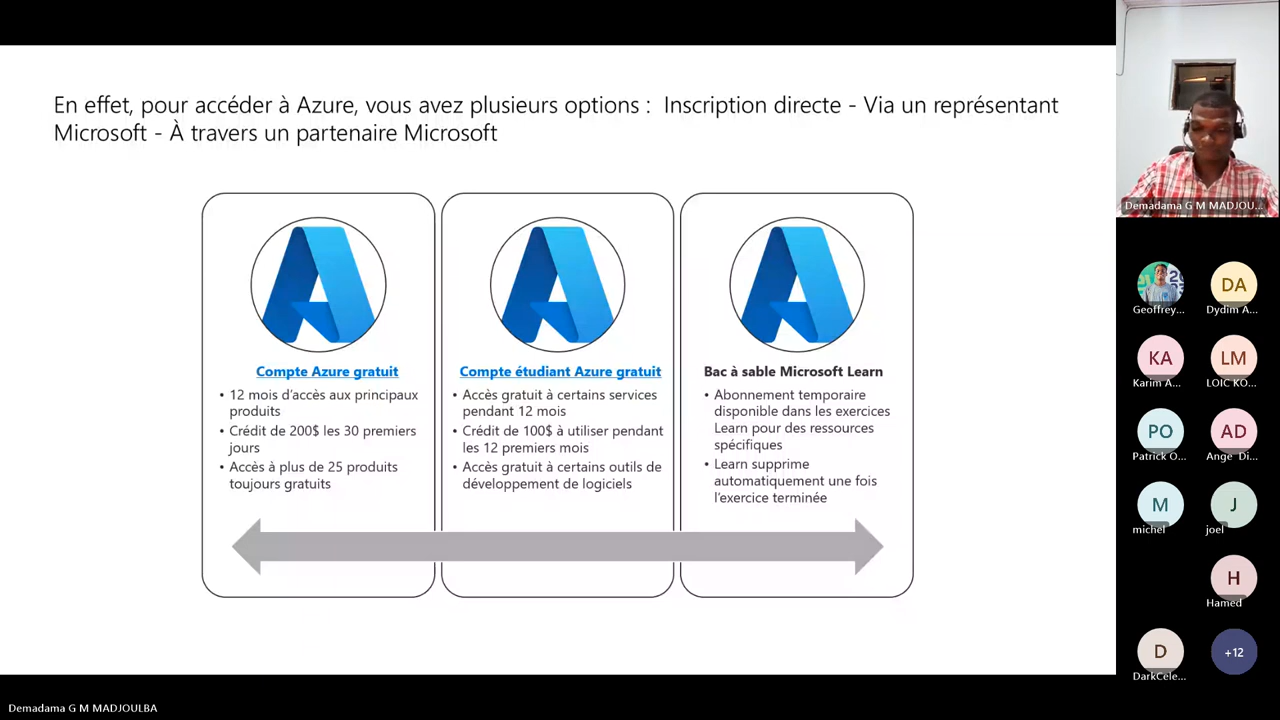 En effet, pour accéder à Azure, vous avez plusieurs options :  Inscription directe - Via un représentant
Microsoft - À travers un partenaire Microsoft
Compte Azure gratuit
• 12 mois d'accès aux principaux
produits
• Crédit de 200$ les 30 premiers
jours
• Accès à plus de 25 produits
toujours gratuits
Compte étudiant Azure gratuit
• Accès gratuit à certains services
pendant 12 mois
• Crédit de 100$ à utiliser pendant
les 12 premiers mois
• Accès gratuit à certains outils de
développement de logiciels
Bac à sable Microsoft Learn
• Abonnement temporaire
disponible dans les exercices
Learn pour des ressources
spécifiques
• Learn supprime
automatiquement une fois
l'exercice terminée
Demadama G M MADJOU...
Geoffrey...
DA
Dydim A...
KA
Karim A...
LM
LOIC KO...
PO
Patrick O...
AD
Ange Di...
M
michel
J
joel
H
Hamed
D
DarkCele...
+12
Demadama G M MADJOULBA